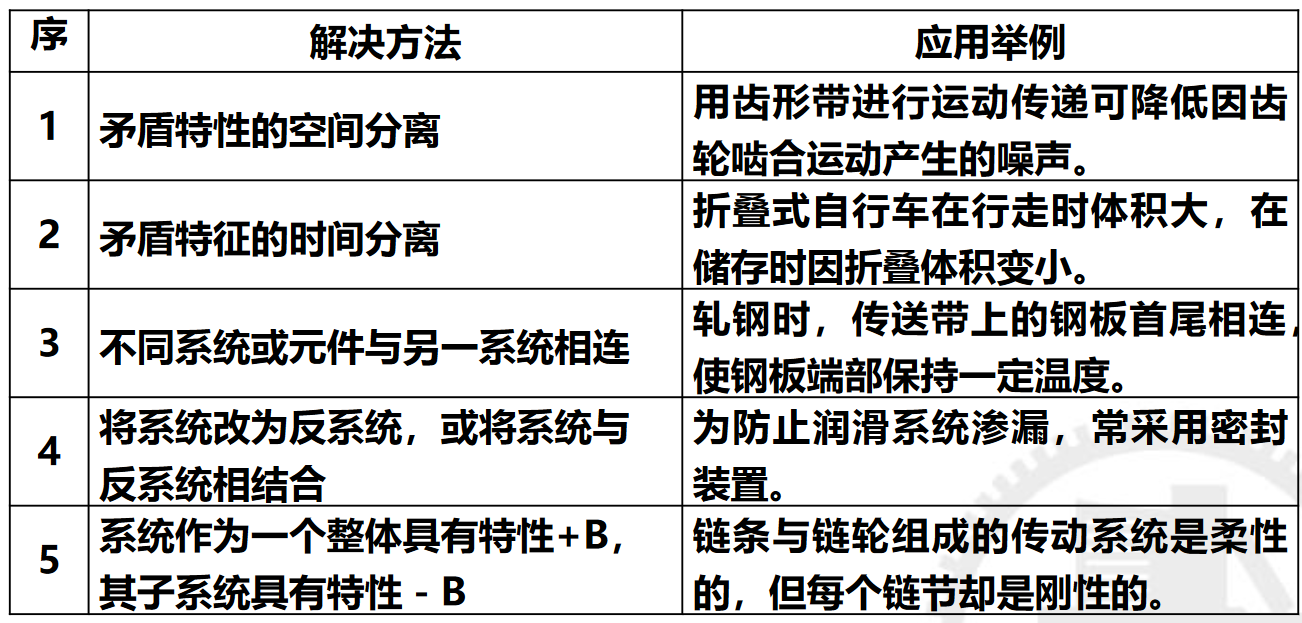 序
解决方法
应用举例
1
矛盾特性的空间分离
用齿形带进行运动传递可降低因齿
轮啮合运动产生的噪声。
2
矛盾特征的时间分离
折叠式自行车在行走时体积大，在
储存时因折叠体积变小。
3
不同系统或元件与另一系统相连
轧钢时，传送带上的钢板首尾相连，
使钢板端部保持一定温度。
4
将系统改为反系统，或将系统与
反系统相结合
为防止润滑系统渗漏，常采用密封
装置。
5
系统作为一个整体具有特性+B，
其子系统具有特性 - B
链条与链轮组成的传动系统是柔性
的，但每个链节却是刚性的。